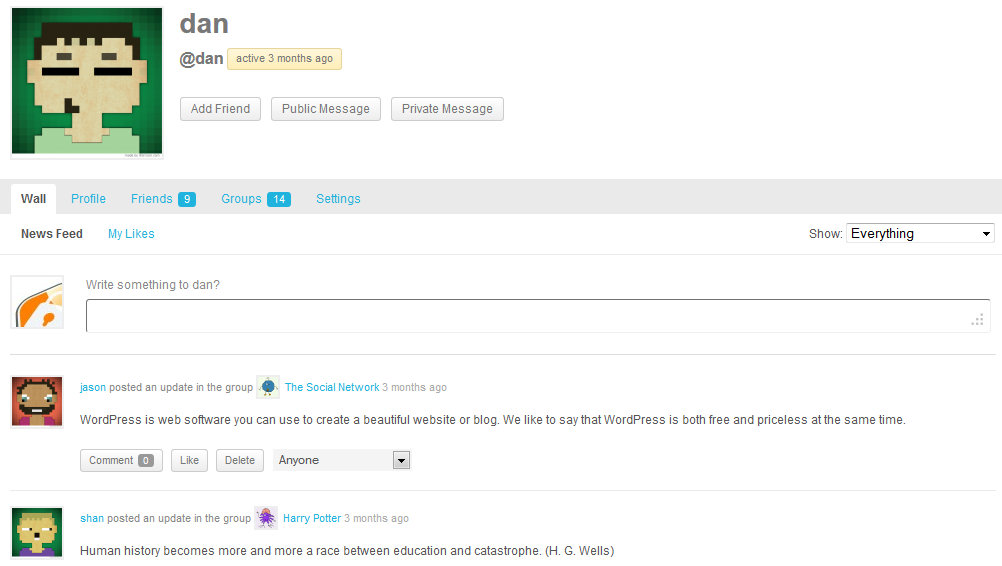 dan
@dan active 3 months ago
Add Friend Public Message Private Message
Wall Profile Friends 9 Groups 14 Settings
News Feed My Likes Show: Everything
Write something to dan?
jason posted an update in the group The Social Network 3 months ago
WordPress is web software you can use to create a beautiful website or blog. We like to say that WordPress is both free and priceless at the same time.
Comment 0 Like Delete Anyone
shan posted an update in the group Harry Potter 3 months ago
Human history becomes more and more a race between education and catastrophe. (H. G. Wells)